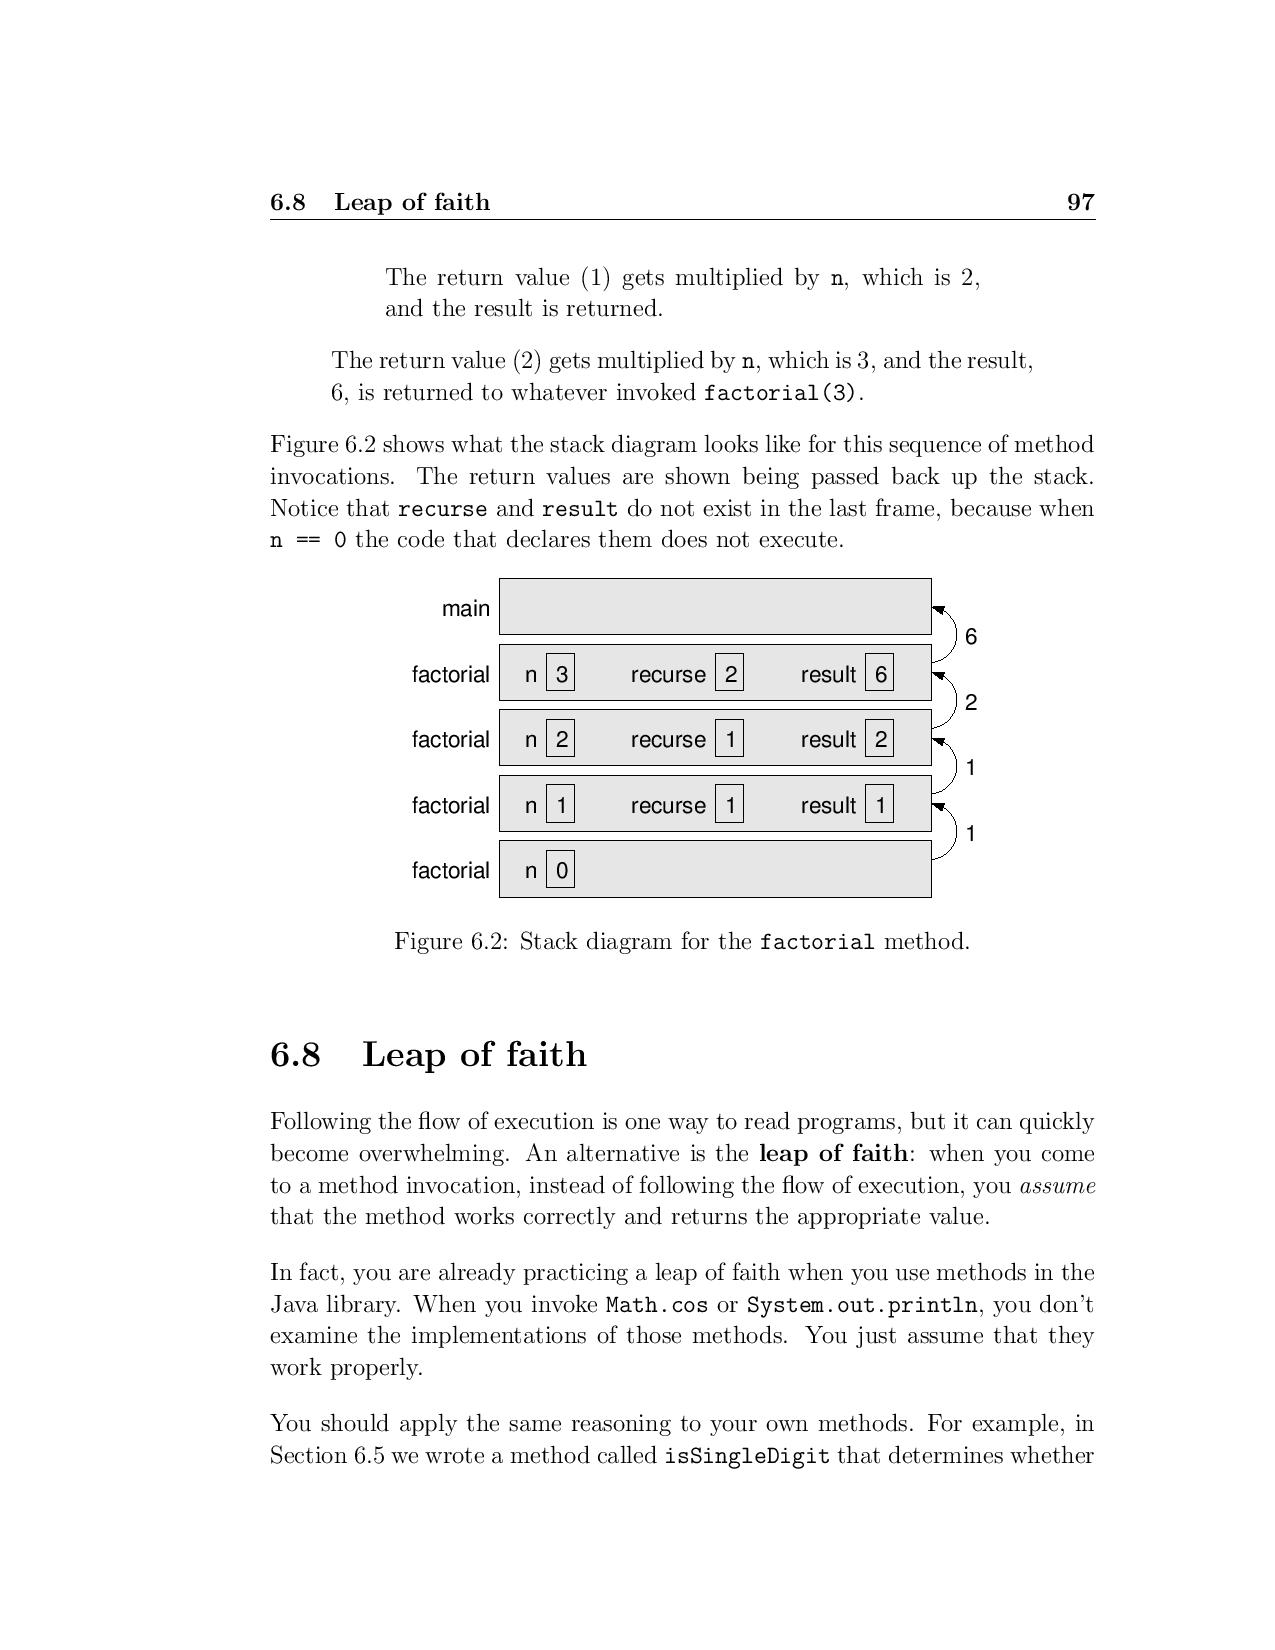 6.8 Leap of faith 97
The return value (1) gets multiplied by n, which is 2,
and the result is returned.
The return value (2) gets multiplied by n, which is 3, and the result,
6, is returned to whatever invoked factorial(3).
Figure 6.2 shows what the stack diagram looks like for this sequence of method
invocations. The return values are shown being passed back up the stack.
Notice that recurse and result do not exist in the last frame, because when
n == 0 the code that declares them does not execute.
main
6
factorial n 3 recurse 2 result 6
2
factorial n 2 recurse 1 result 2
1
factorial n 1 recurse 1 result 1
1
factorial n 0
Figure 6.2: Stack diagram for the factorial method.
6.8 Leap of faith
Following the flow of execution is one way to read programs, but it can quickly
become overwhelming. An alternative is the leap of faith: when you come
to a method invocation, instead of following the flow of execution, you assume
that the method works correctly and returns the appropriate value.
In fact, you are already practicing a leap of faith when you use methods in the
Java library. When you invoke Math.cos or System.out.println, you don't
examine the implementations of those methods. You just assume that they
work properly.
You should apply the same reasoning to your own methods. For example, in
Section 6.5 we wrote a method called isSingleDigit that determines whether